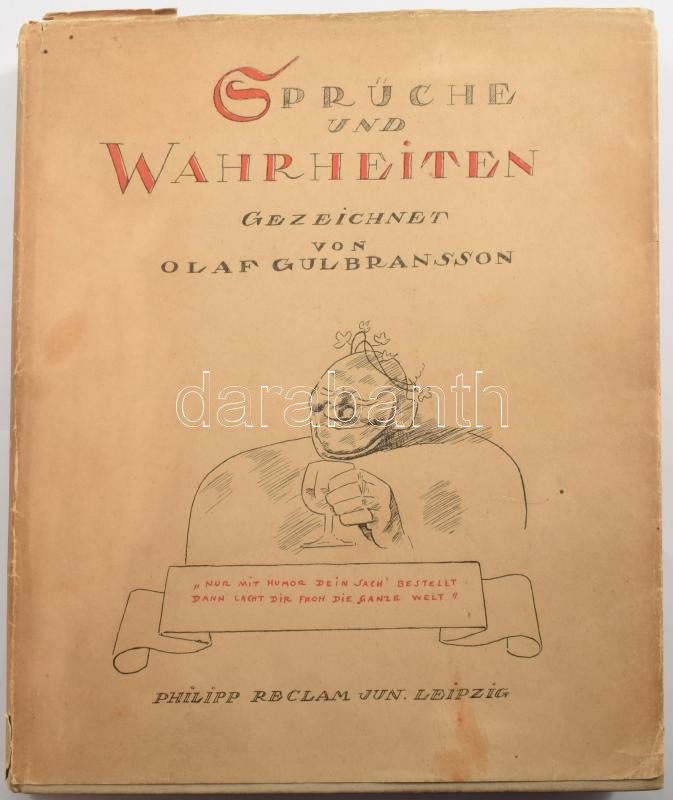 SPRÜCHE
UND
WAHRHEITEN
GEZEICHNET
VON
OLAF GULBRANSSON
darabanth
„NUR MIT HUMOR DEIN SACH' BESTELLT
DANN LACHT DIR FROH DIE GANZE WELT"
PHILIPP RECLAM JUN. LEIPZIG